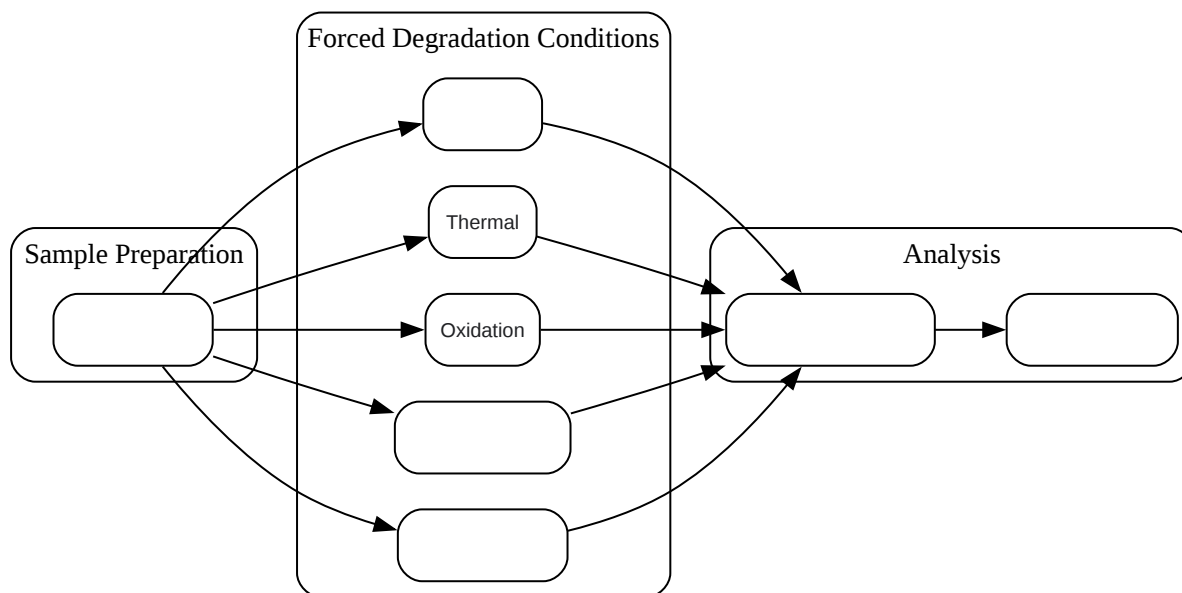 Forced Degradation Conditions
Thermal
Sample Preparation
Analysis
Oxidation